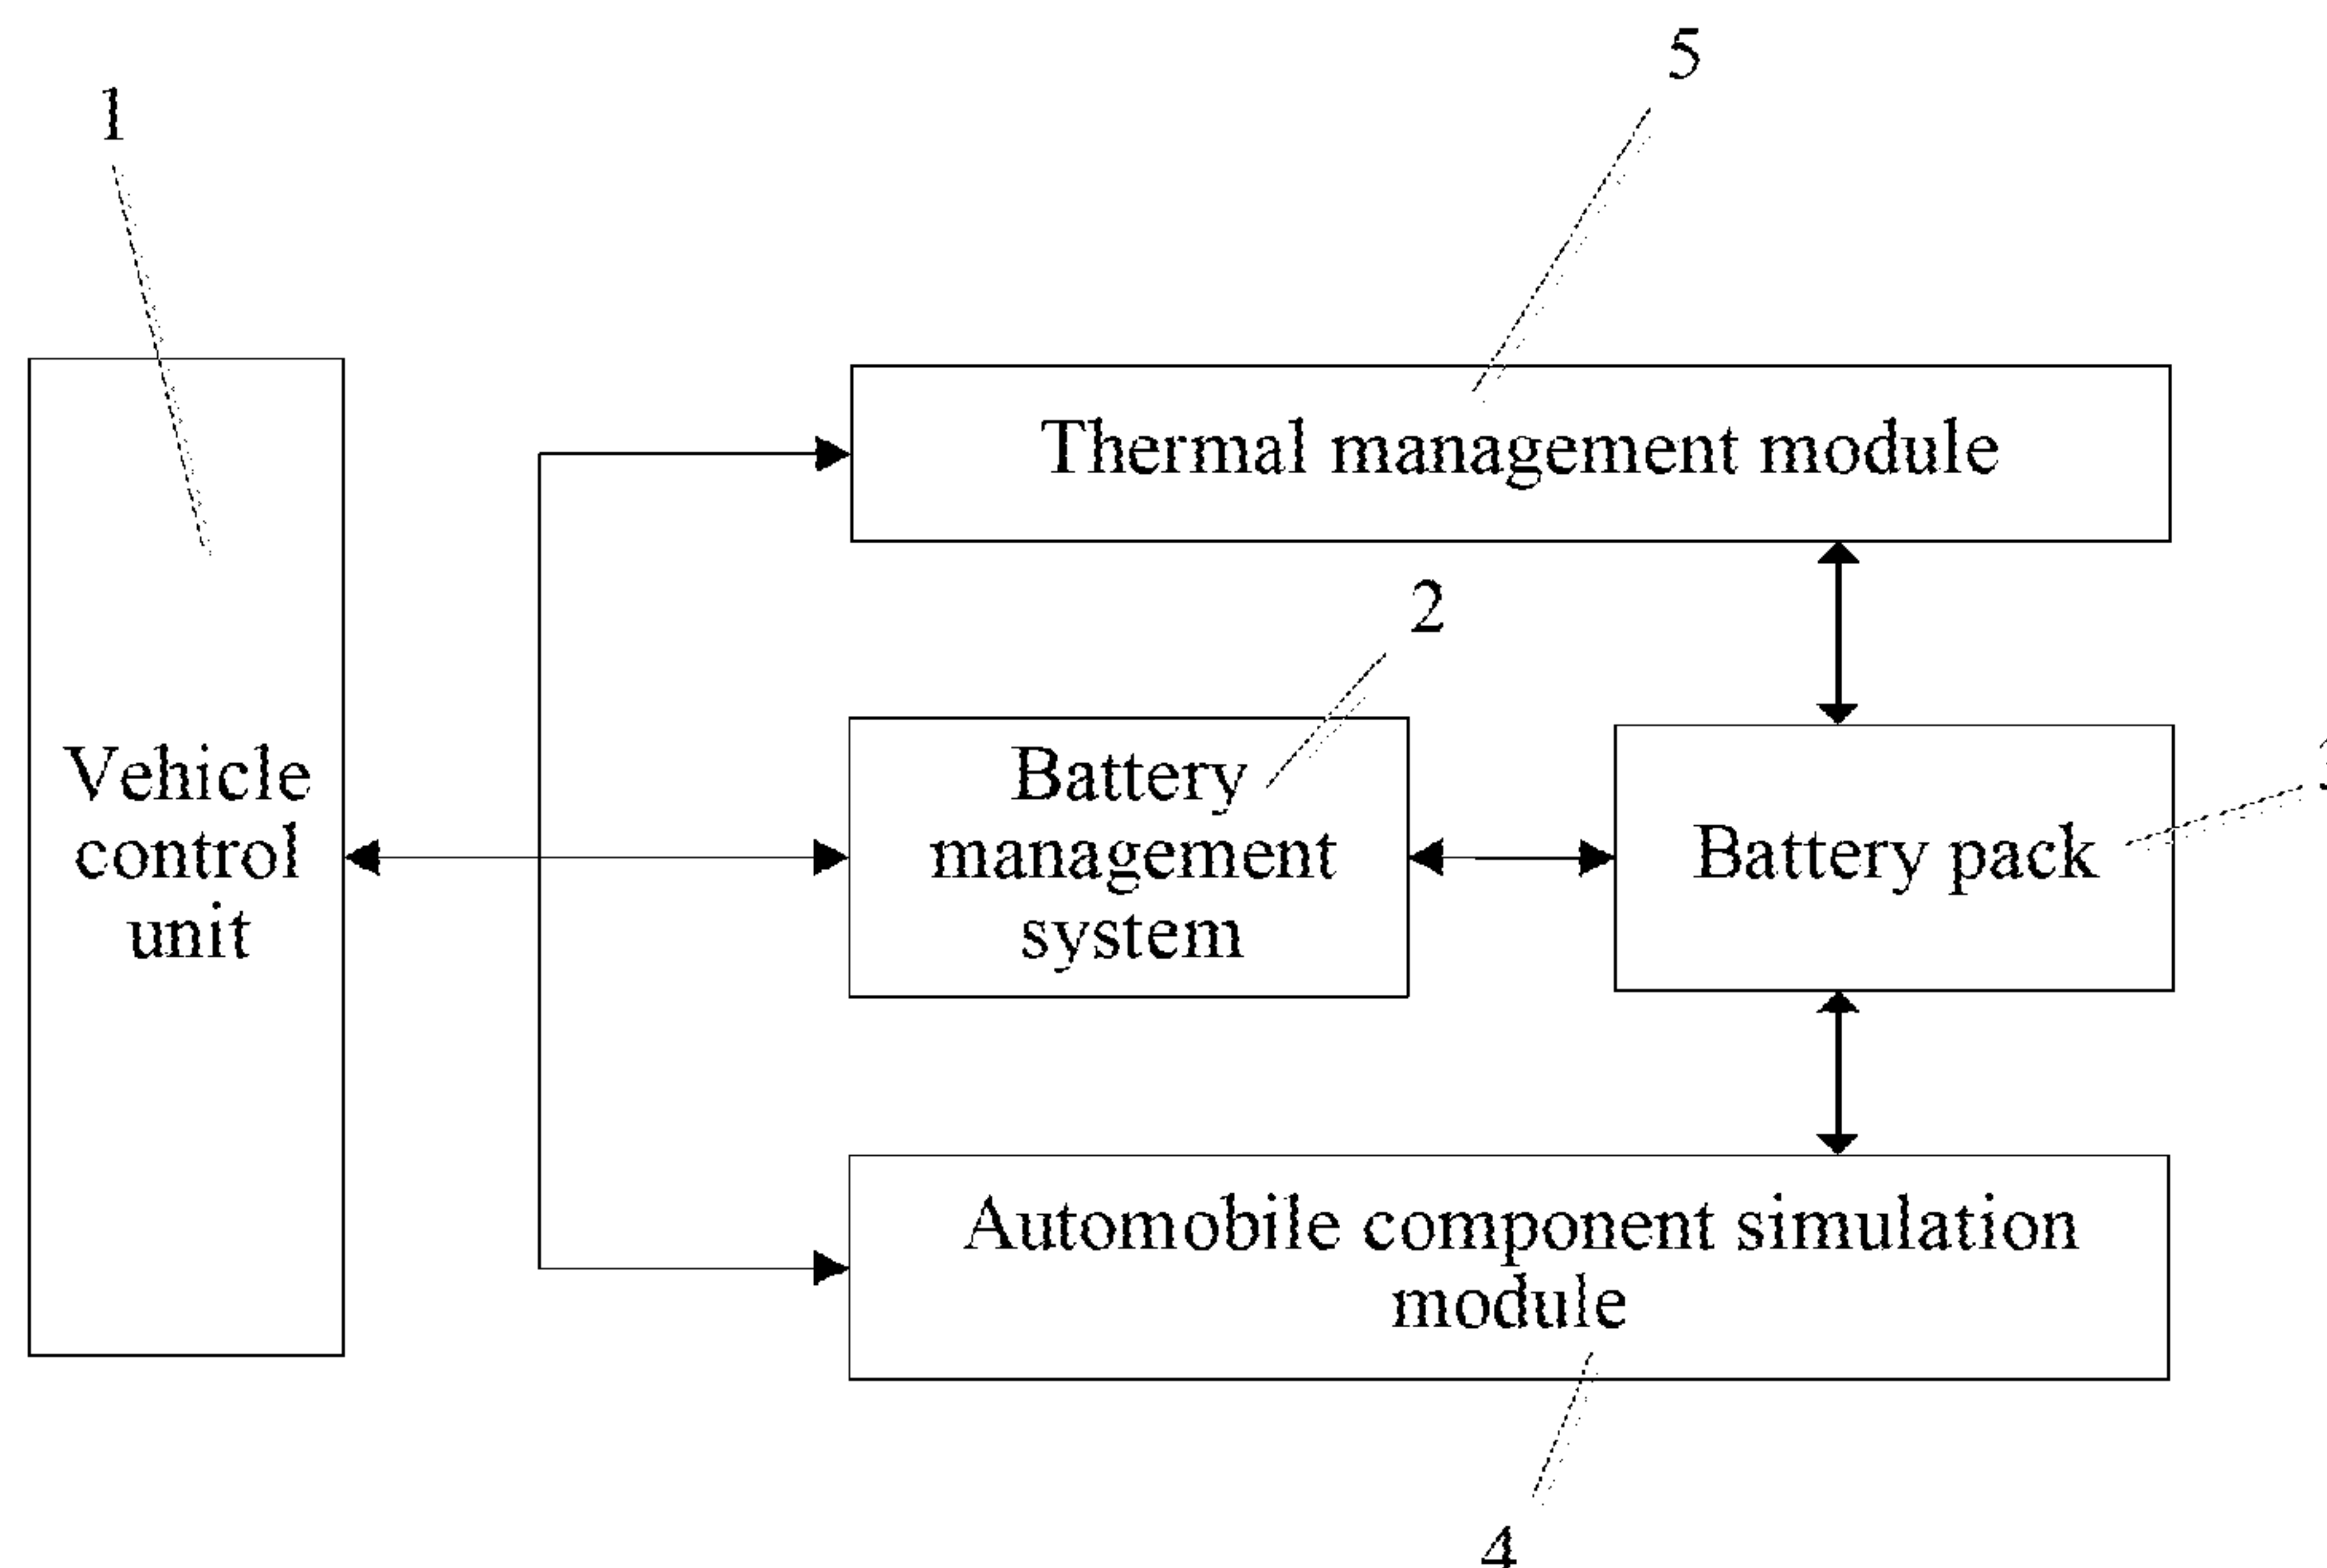 5
1
Thermal management module
2
Vehicle
control
unit
Battery
management
system
Battery pack
Automobile component simulation
module
4